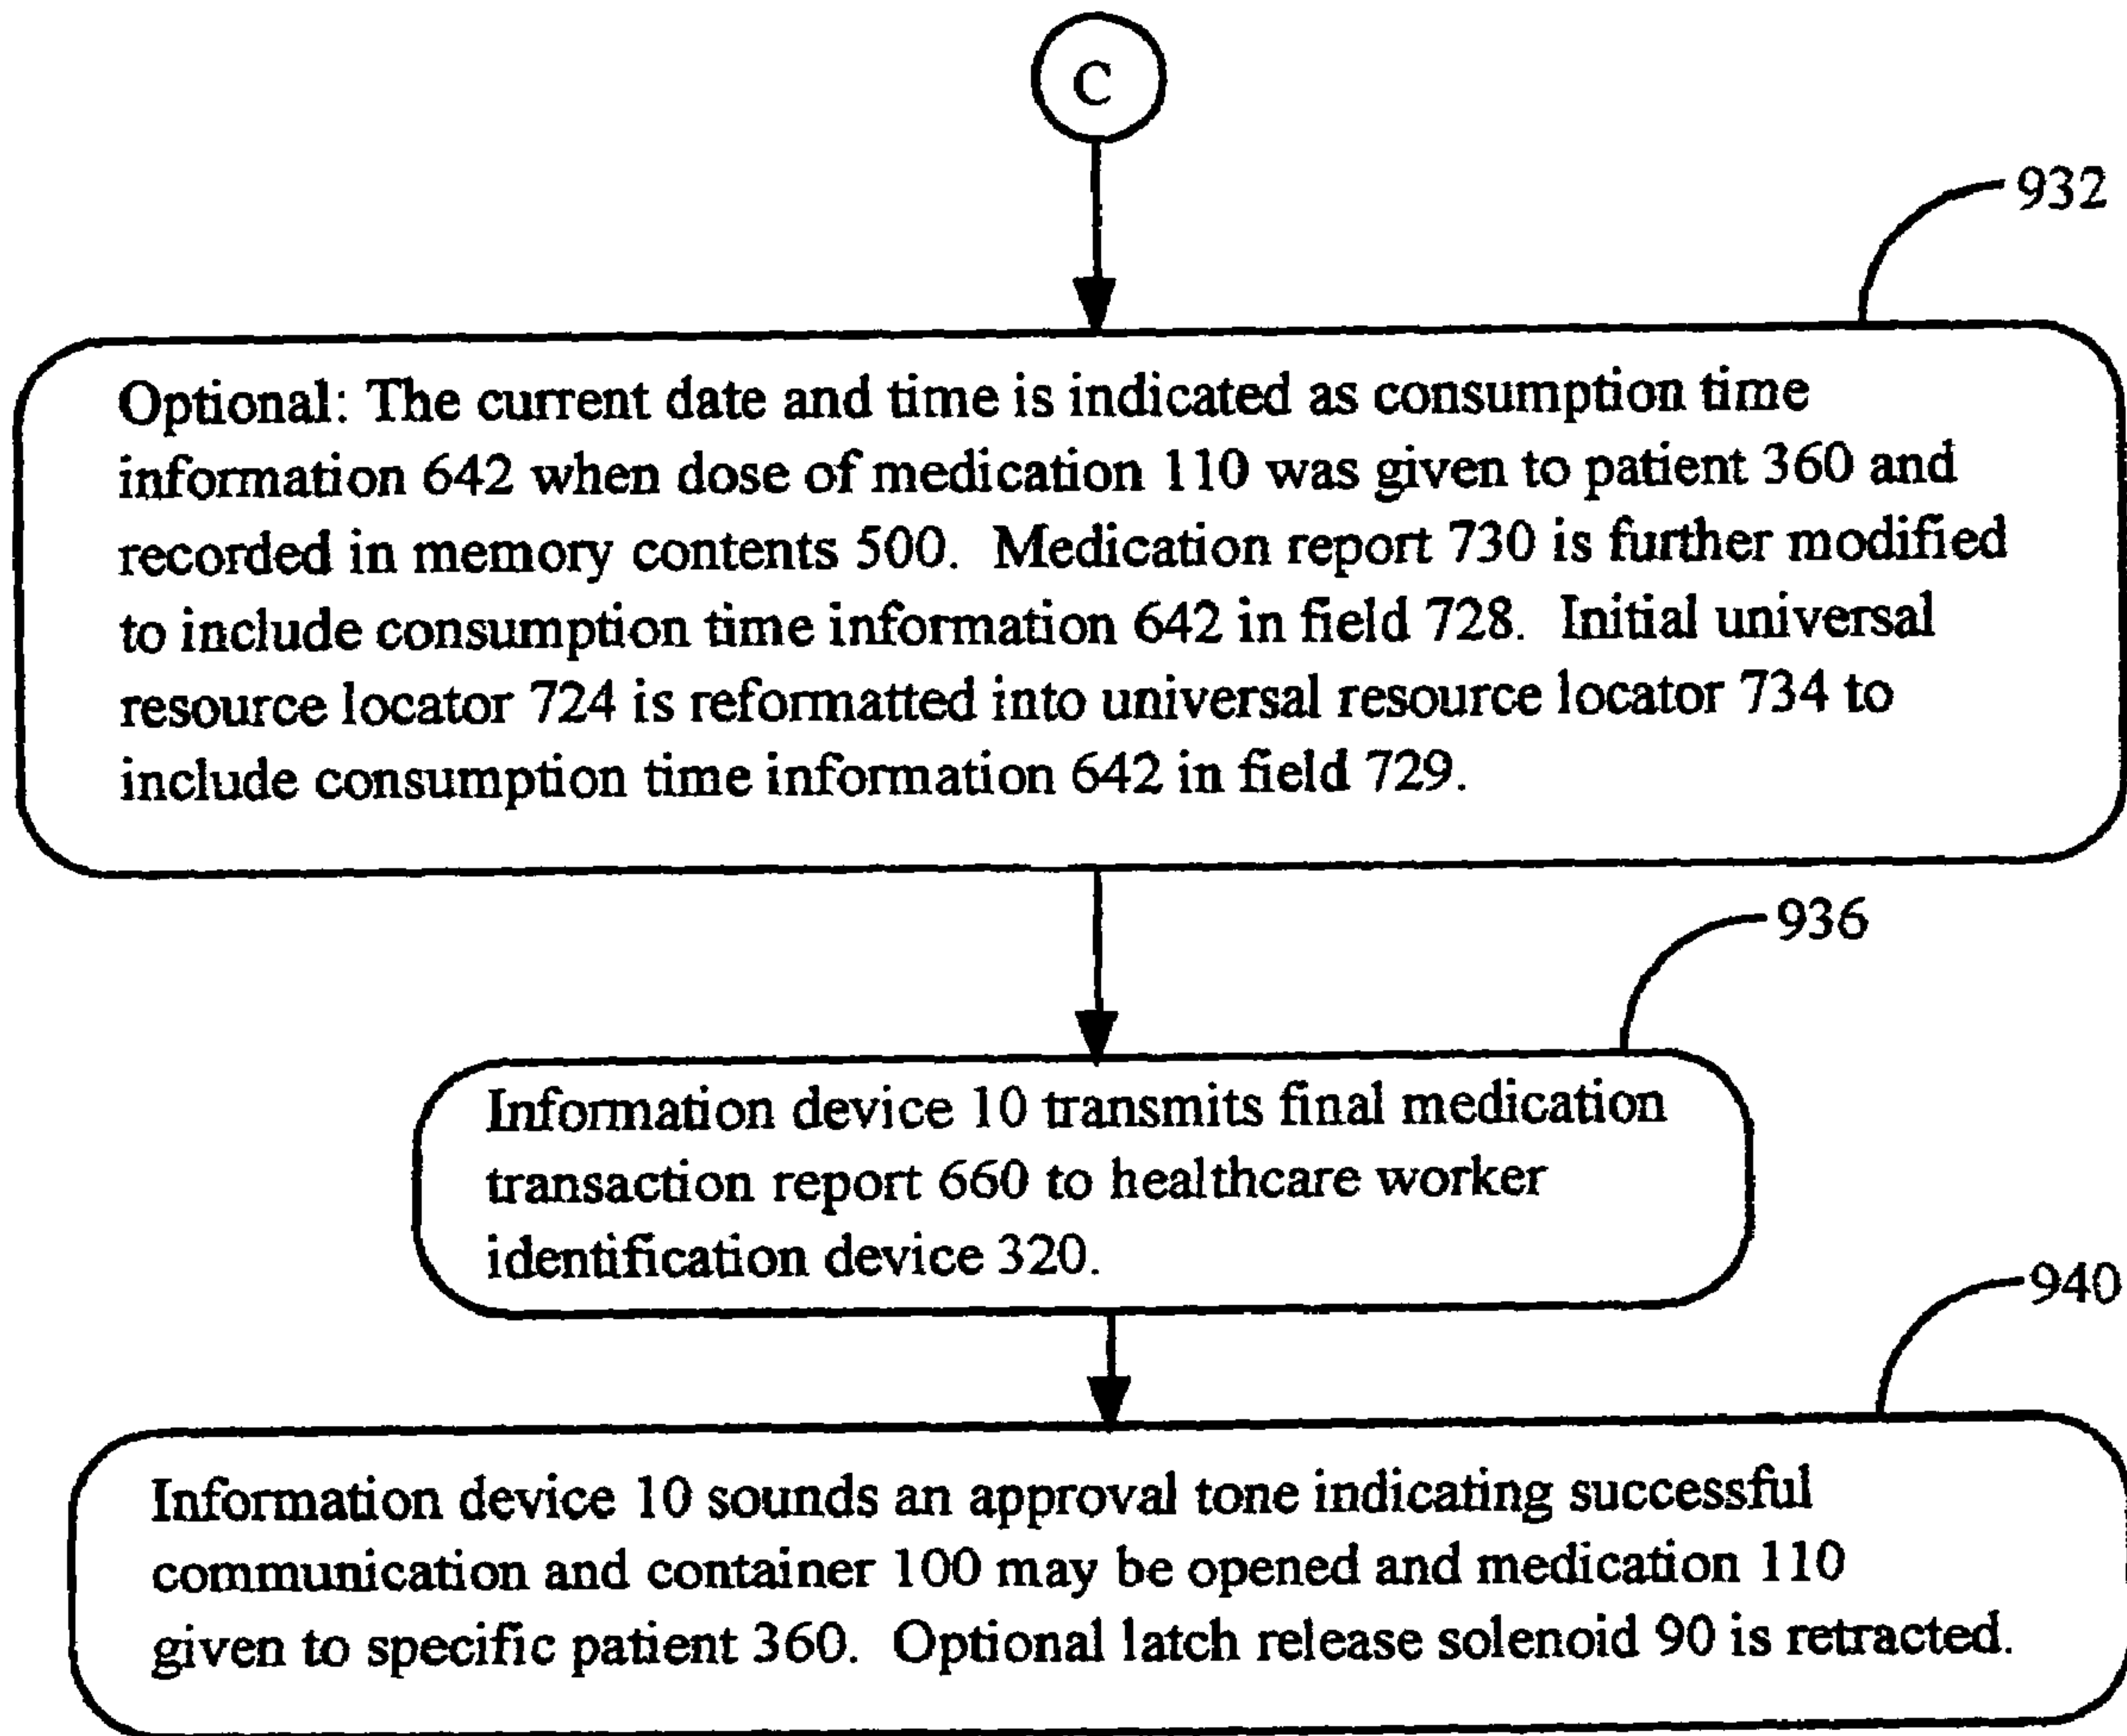 C
932
Optional: The current date and time is indicated as consumption time
information 642 when dose of medication 110 was given to patient 360 and
recorded in memory contents 500. Medication report 730 is further modified
to include consumption time information 642 in field 728. Initial universal
resource locator 724 is reformatted into universal resource locator 734 to
include consumption time information 642 in field 729.
936
Information device 10 transmits final medication
transaction report 660 to healthcare worker
identification device 320.
940
Information device 10 sounds an approval tone indicating successful
communication and container 100 may be opened and medication 110
given to specific patient 360. Optional latch release solenoid 90 is retracted.